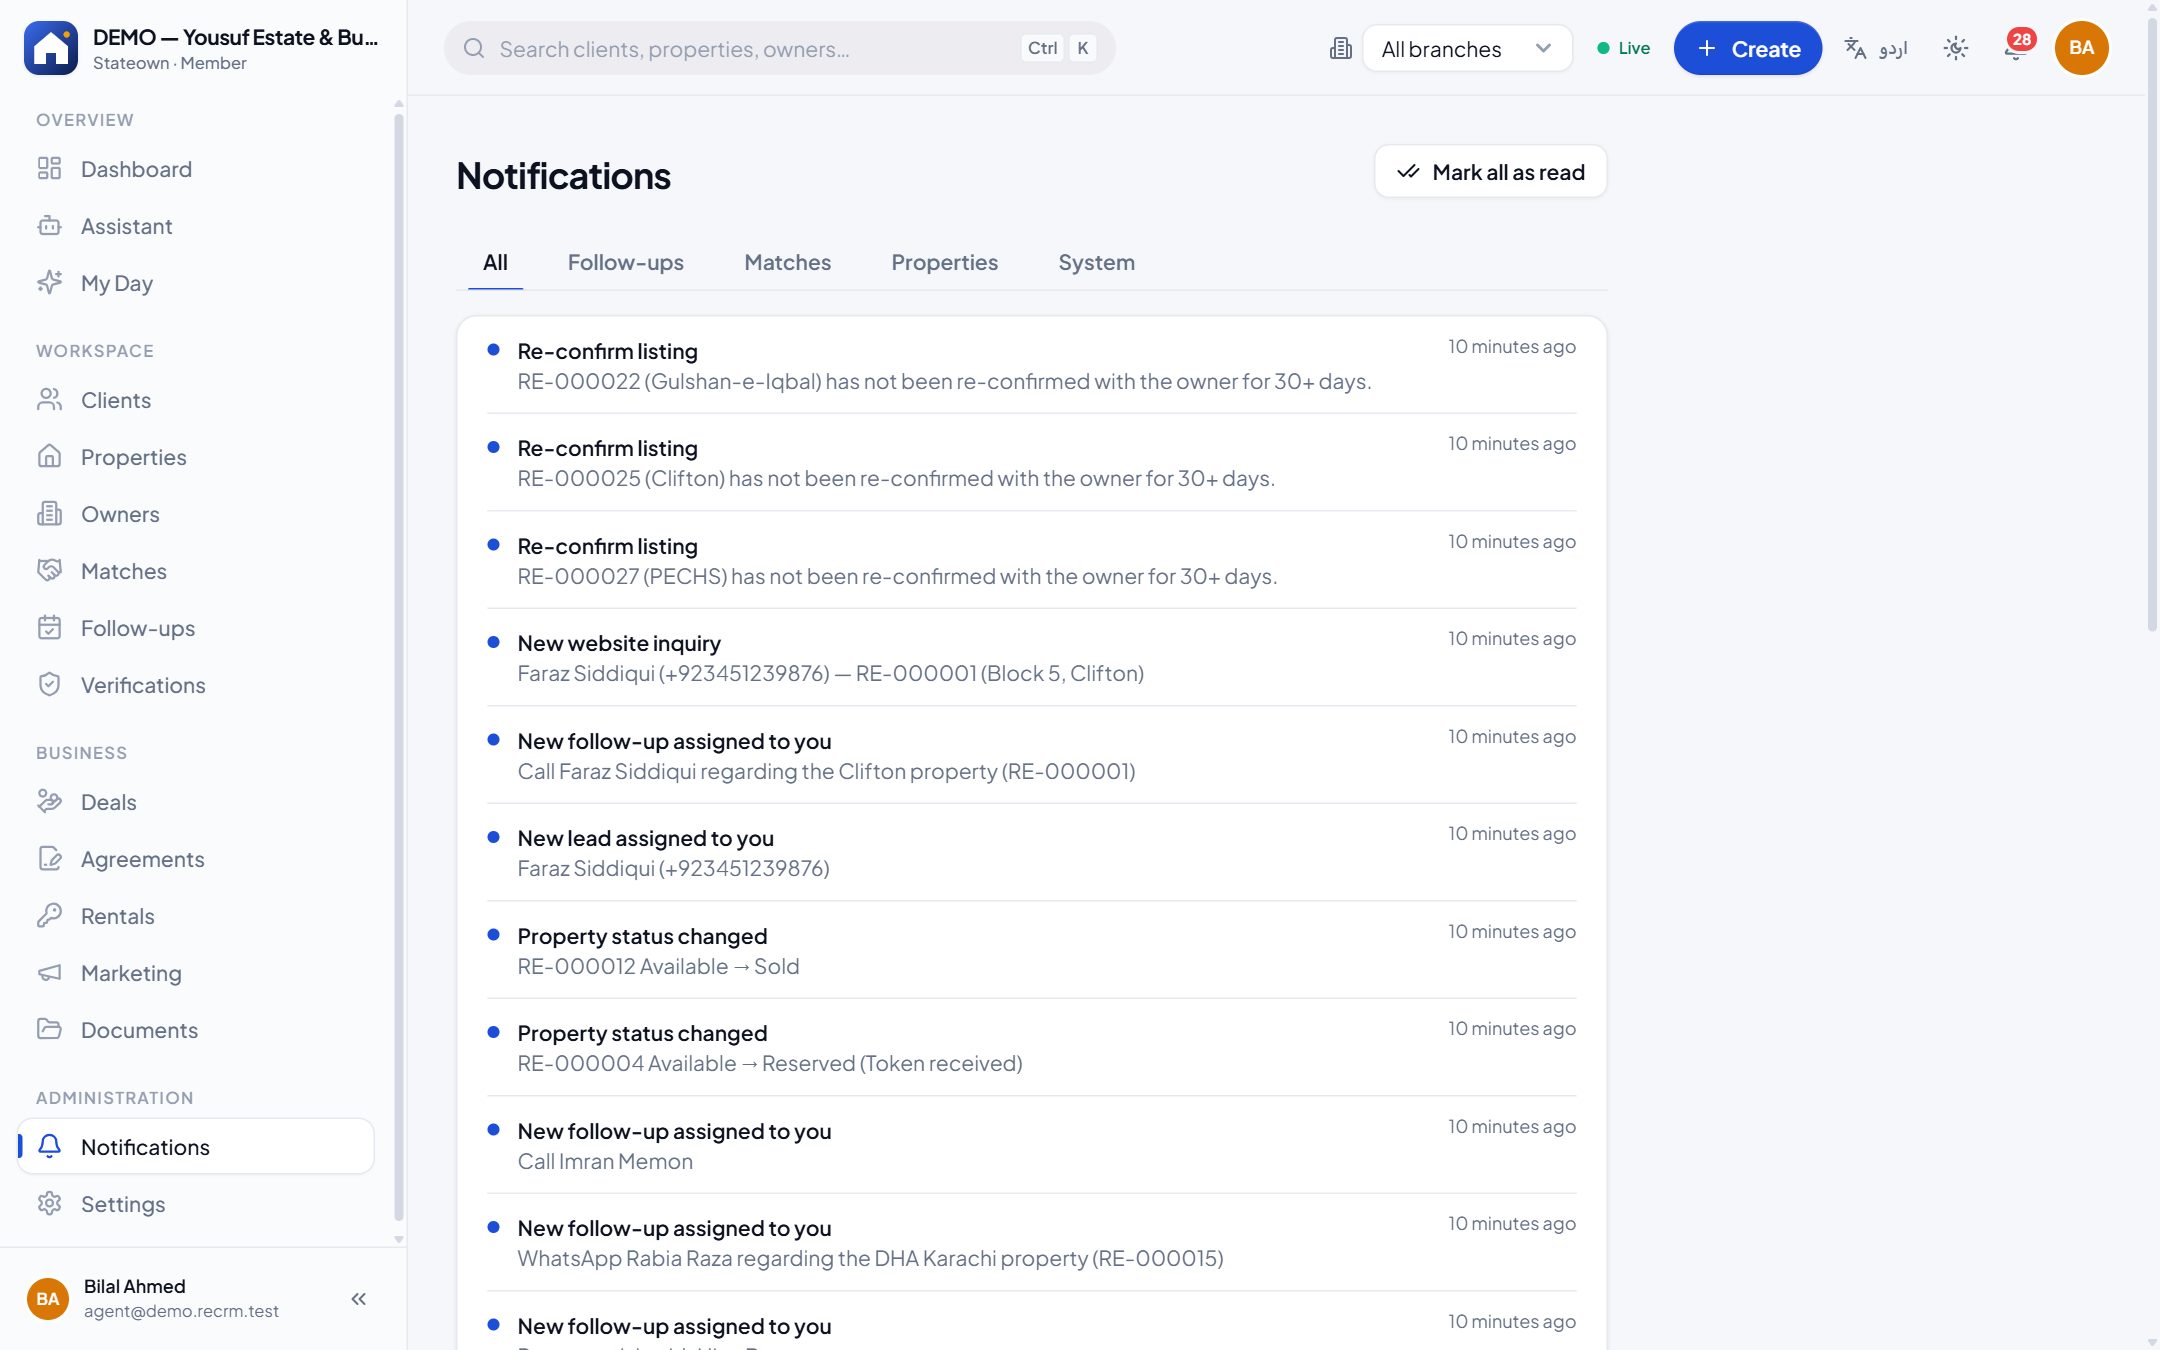 DEMO — Yousuf Estate & Bu...
Stateown · Member
Search clients, properties, owners...
Ctrl K
All branches
Live
Create
اردو
28
BA
OVERVIEW
Dashboard
Assistant
My Day
WORKSPACE
Clients
Properties
Owners
Matches
Follow-ups
Verifications
BUSINESS
Deals
Agreements
Rentals
Marketing
Documents
ADMINISTRATION
Notifications
Settings
BA
Bilal Ahmed
agent@demo.recrm.test
Notifications
Mark all as read
All Follow-ups Matches Properties System
Re-confirm listing 10 minutes ago
RE-000022 (Gulshan-e-Iqbal) has not been re-confirmed with the owner for 30+ days.
Re-confirm listing 10 minutes ago
RE-000025 (Clifton) has not been re-confirmed with the owner for 30+ days.
Re-confirm listing 10 minutes ago
RE-000027 (PECHS) has not been re-confirmed with the owner for 30+ days.
New website inquiry 10 minutes ago
Faraz Siddiqui (+923451239876) — RE-000001 (Block 5, Clifton)
New follow-up assigned to you 10 minutes ago
Call Faraz Siddiqui regarding the Clifton property (RE-000001)
New lead assigned to you 10 minutes ago
Faraz Siddiqui (+923451239876)
Property status changed 10 minutes ago
RE-000012 Available → Sold
Property status changed 10 minutes ago
RE-000004 Available → Reserved (Token received)
New follow-up assigned to you 10 minutes ago
Call Imran Memon
New follow-up assigned to you 10 minutes ago
WhatsApp Rabia Raza regarding the DHA Karachi property (RE-000015)
New follow-up assigned to you 10 minutes ago